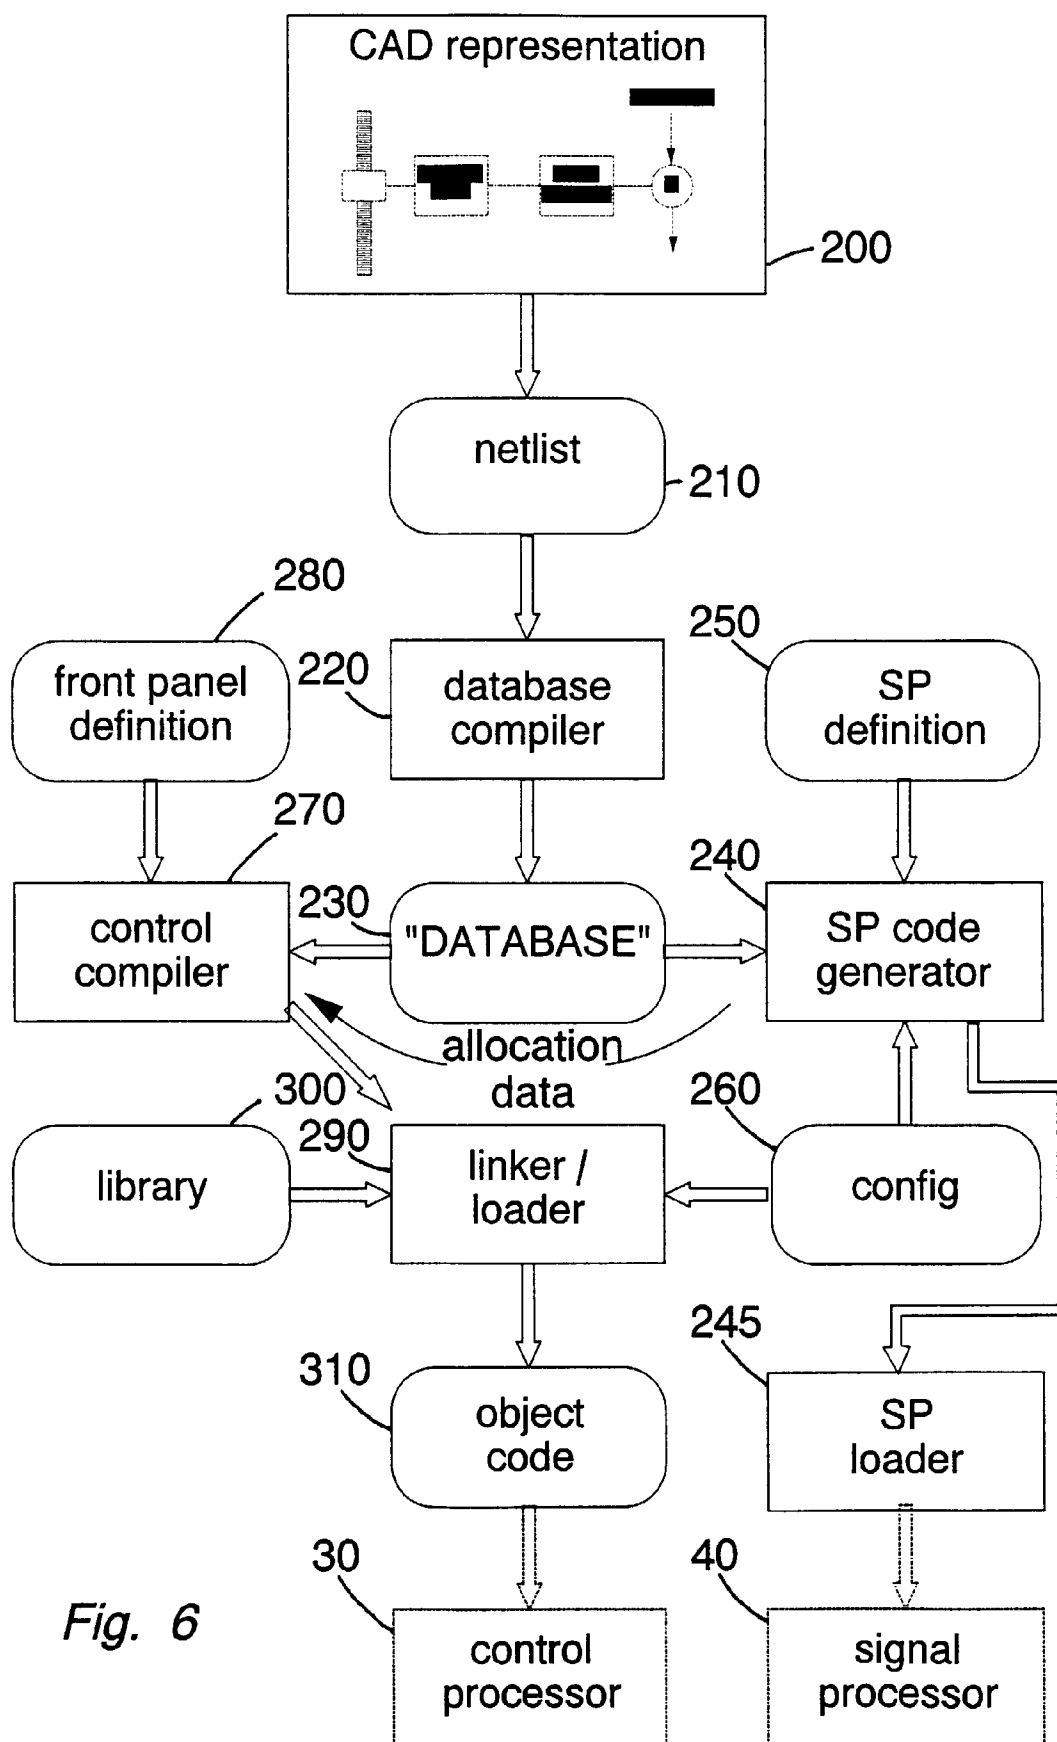 CAD representation
200
netlist
210
280
250
front panel
definition
220
database
compiler
SP
definition
270
240
230
control
compiler
"DATABASE"
SP code
generator
allocation
data
300
260
290
library
linker /
loader
config
245
310
object
code
SP
loader
30
40
Fig. 6
control
processor
signal
processor